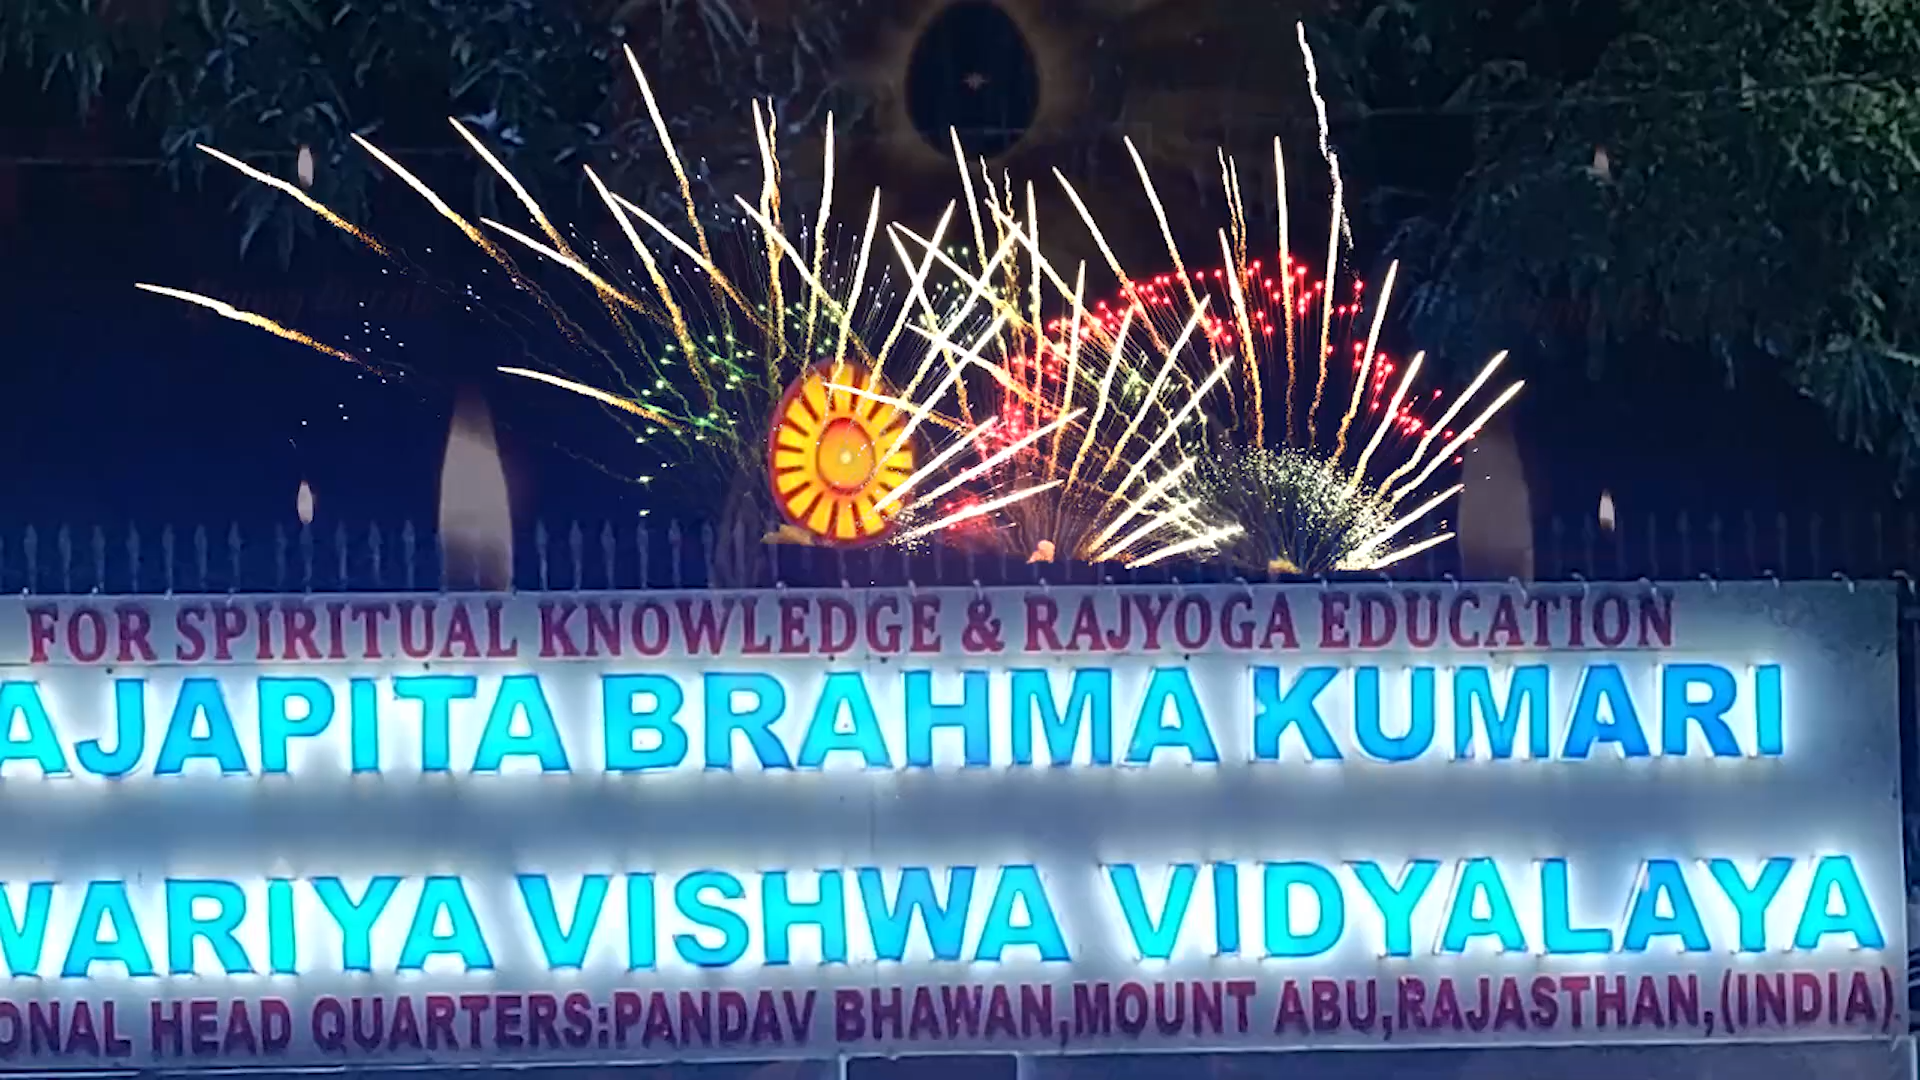 FOR SPIRITUAL KNOWLEDGE & RAJYOGA EDUCATION
AJAPITA BRAHMA KUMARI
WARIYA VISHWA VIDYALAYA
ONAL HEAD QUARTERS:PANDAV BHAWAN,MOUNT ABU,RAJASTHAN,(INDIA)